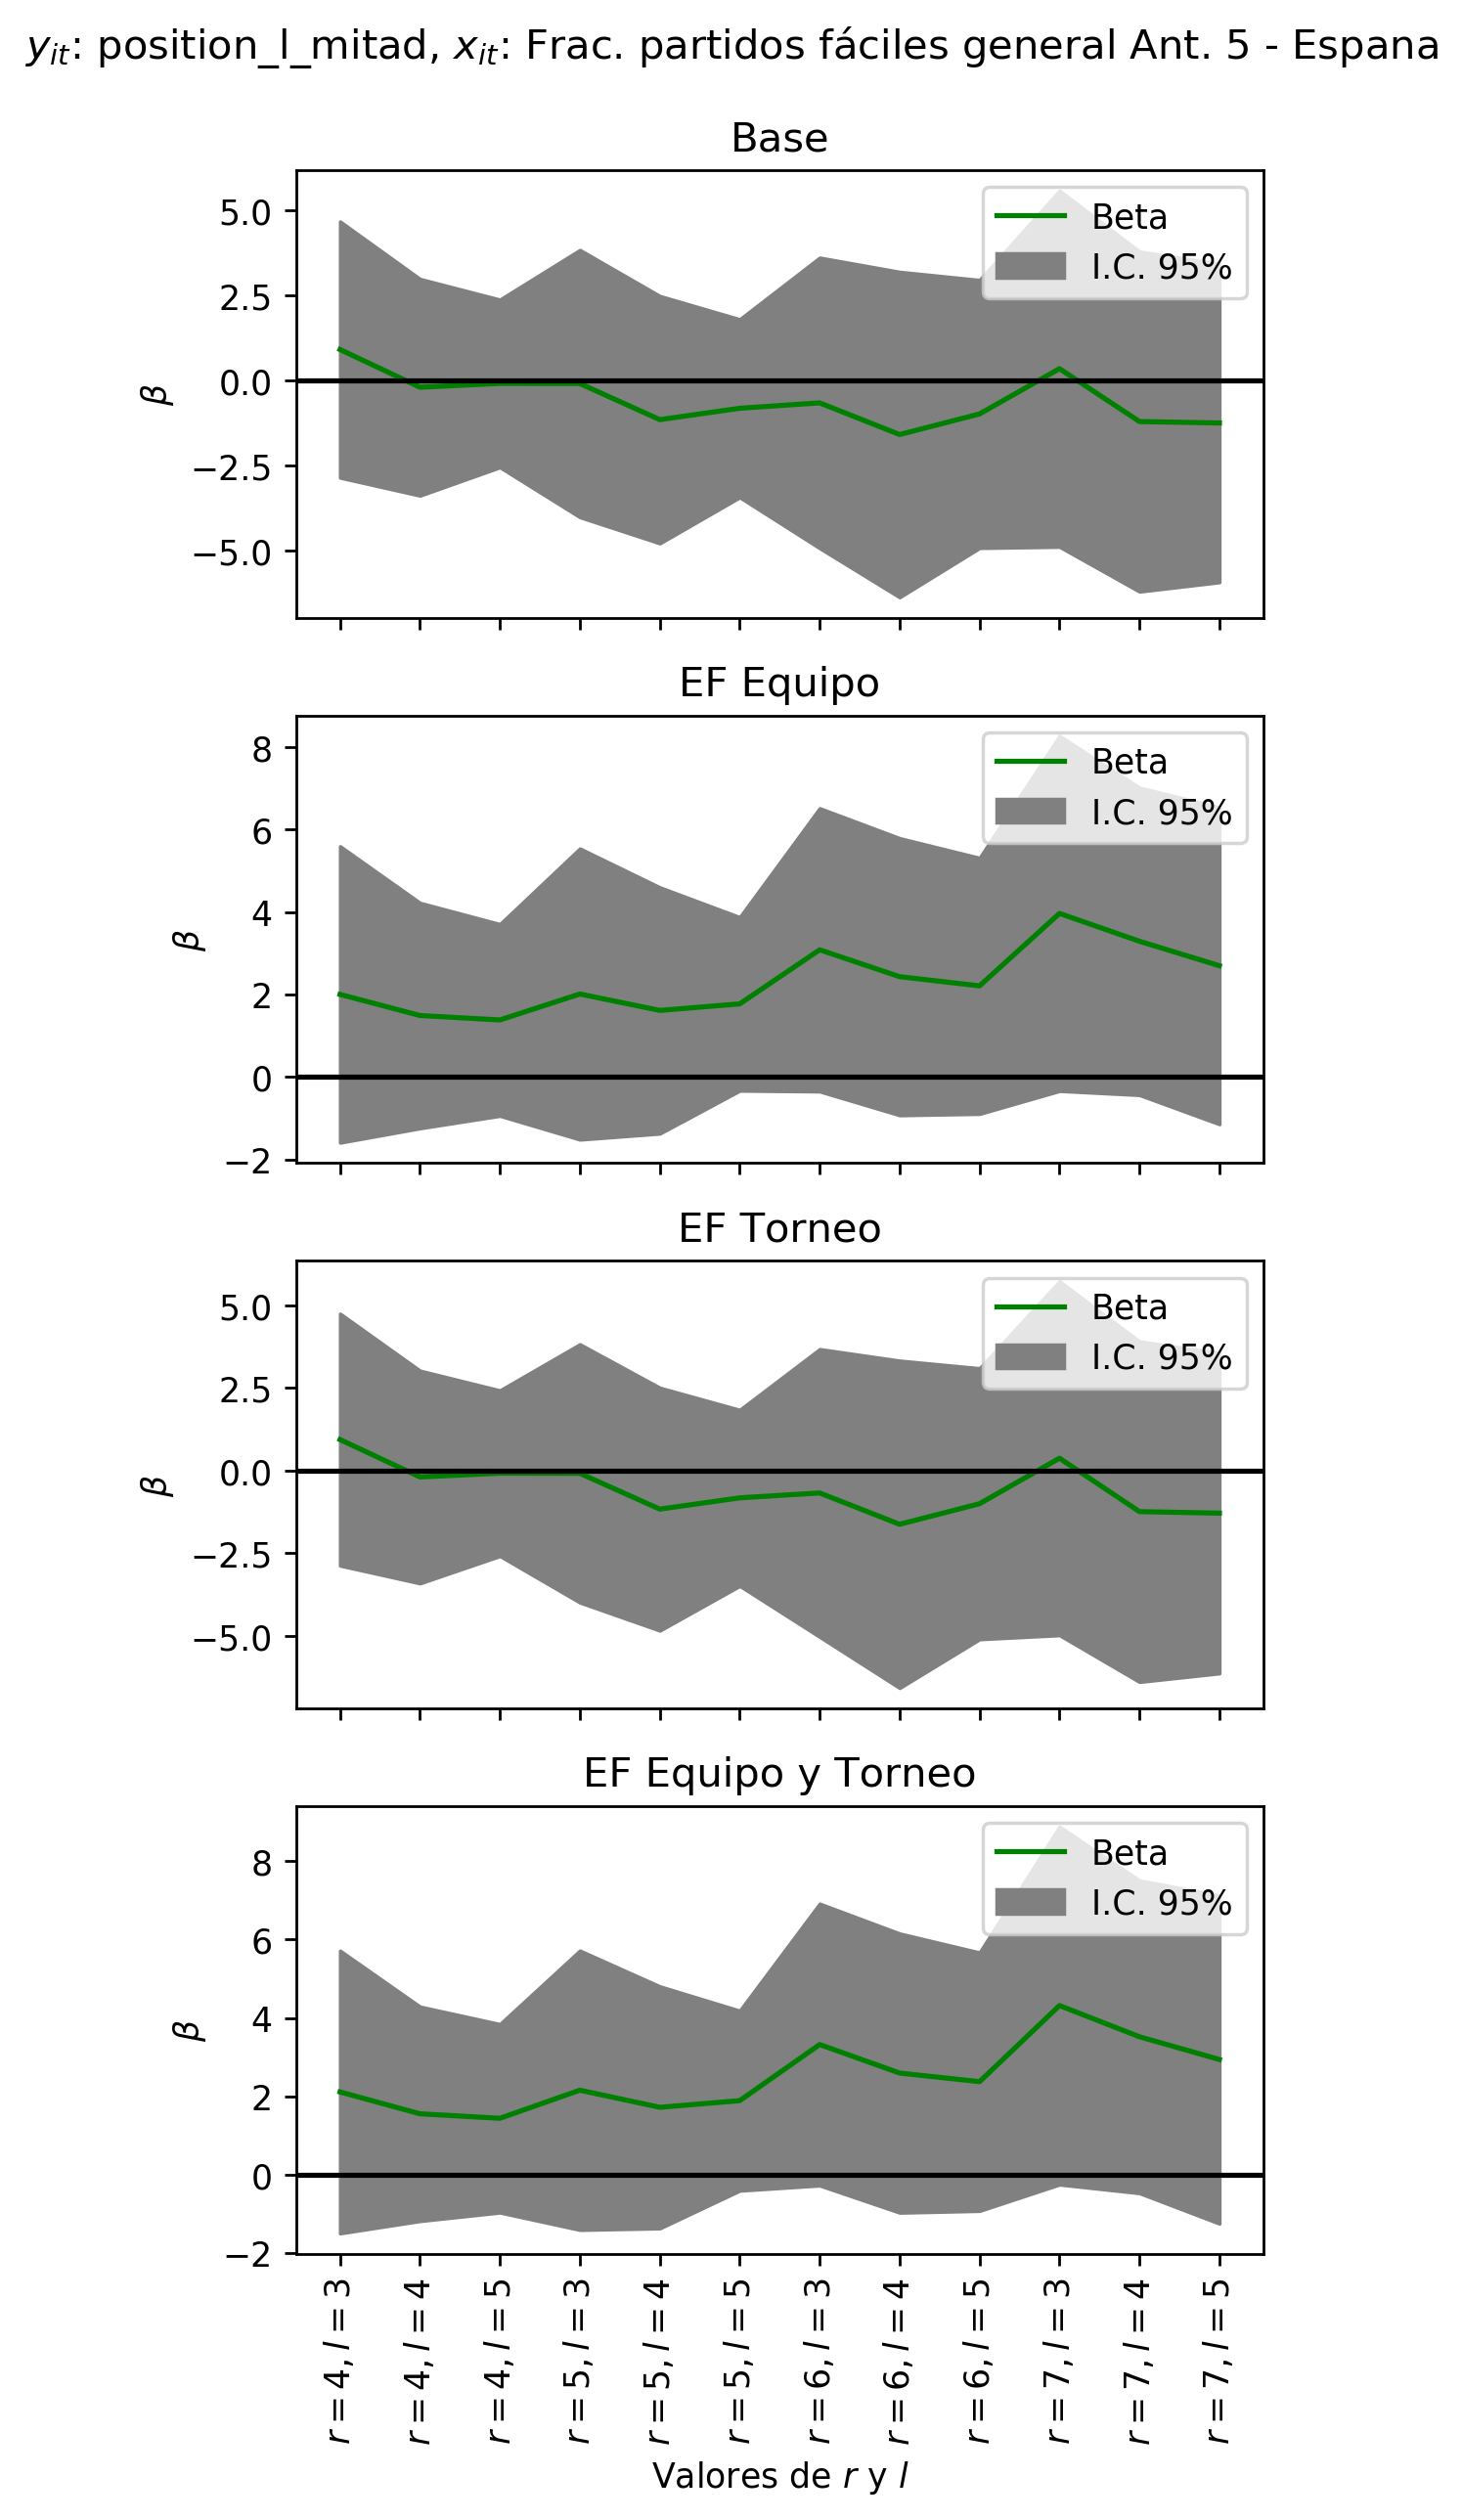 y_it: position_l_mitad, x_it: Frac. partidos fáciles general Ant. 5 - Espana
Base
5.0
2.5
0.0
−2.5
−5.0
β
Beta
I.C. 95%
EF Equipo
8
6
4
2
0
−2
β
Beta
I.C. 95%
EF Torneo
5.0
2.5
0.0
−2.5
−5.0
β
Beta
I.C. 95%
EF Equipo y Torneo
8
6
4
2
0
−2
β
Beta
I.C. 95%
r = 4, l = 3
r = 4, l = 4
r = 4, l = 5
r = 5, l = 3
r = 5, l = 4
r = 5, l = 5
r = 6, l = 3
r = 6, l = 4
r = 6, l = 5
r = 7, l = 3
r = 7, l = 4
r = 7, l = 5
Valores de r y l